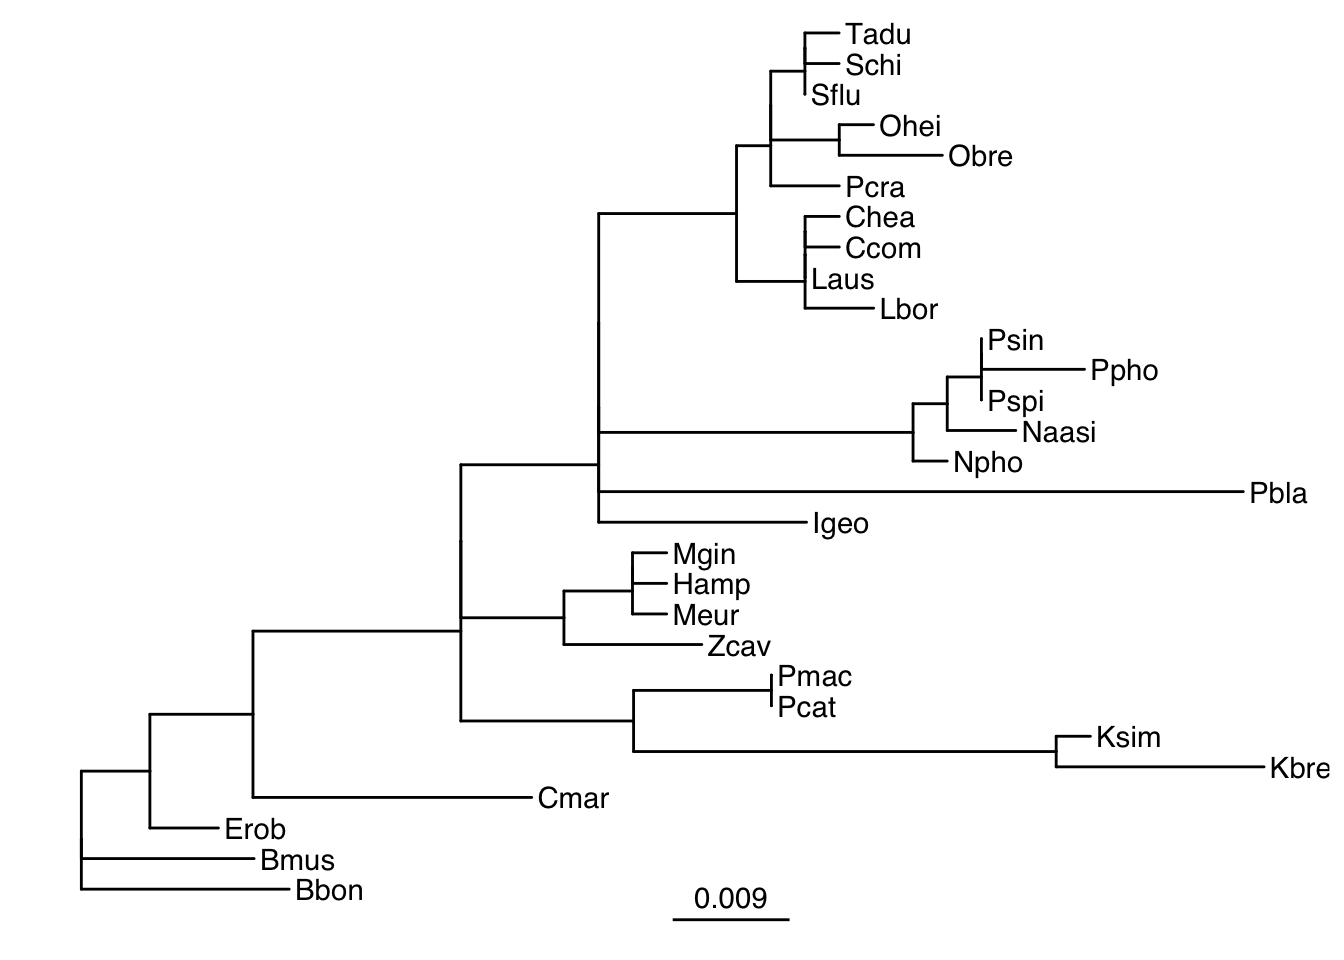 Tadu
Schi
Sflu
Ohei
Obre
Pcra
Chea
Ccom
Laus
Lbor
Psin
Ppho
Pspi
Naasi
Npho
Pbla
Igeo
Mgin
Hamp
Meur
Zcav
Pmac
Pcat
Ksim
Kbre
Cmar
Erob
Bmus
Bbon
0.009